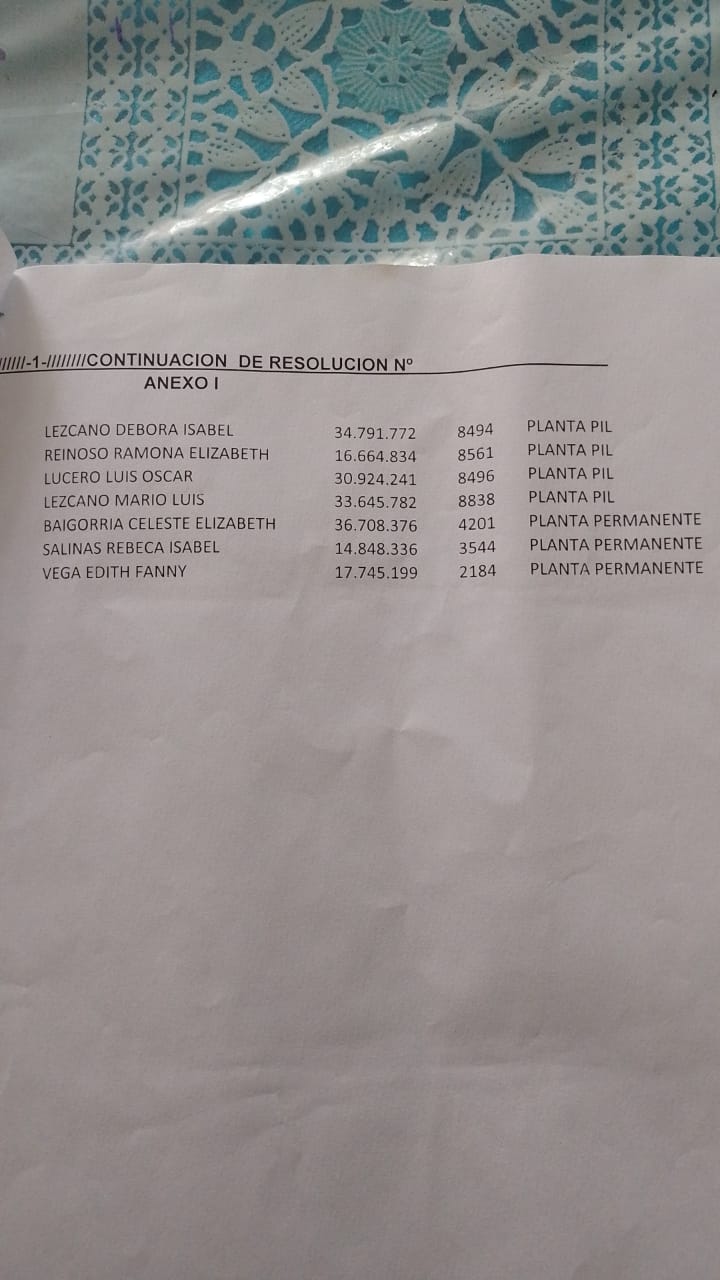 //////-1-////////CONTINUACION DE RESOLUCION Nº
ANEXO I
LEZCANO DEBORA ISABEL 34.791.772 8494 PLANTA PIL
REINOSO RAMONA ELIZABETH 16.664.834 8561 PLANTA PIL
LUCERO LUIS OSCAR 30.924.241 8496 PLANTA PIL
LEZCANO MARIO LUIS 33.645.782 8838 PLANTA PIL
BAIGORRIA CELESTE ELIZABETH 36.708.376 4201 PLANTA PERMANENTE
SALINAS REBECA ISABEL 14.848.336 3544 PLANTA PERMANENTE
VEGA EDITH FANNY 17.745.199 2184 PLANTA PERMANENTE